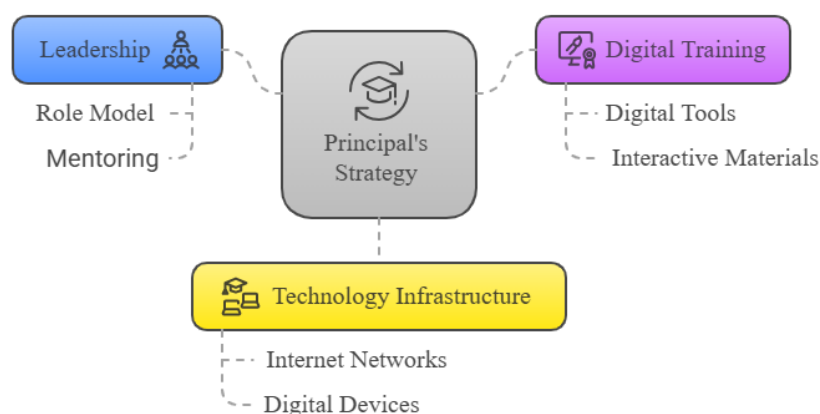 Leadership
Role Model
Mentoring
Principal's
Strategy
Digital Training
Digital Tools
Interactive Materials
Technology Infrastructure
Internet Networks
Digital Devices